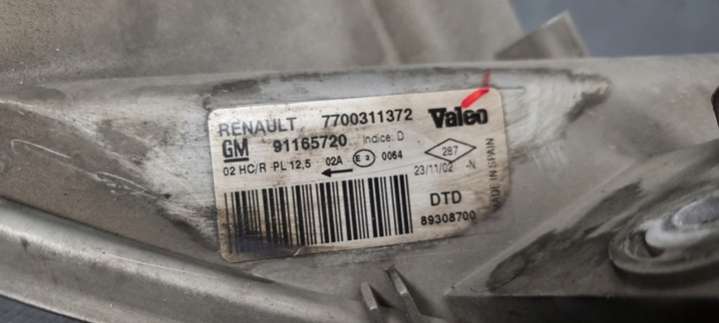 RENAULT 7700311372 Valeo
GM 91165720 Indice: D
02 HC/R PL 12,5 02A E 3 0064 287
23/11/02 -N
MADE IN SPAIN
DTD
89308700